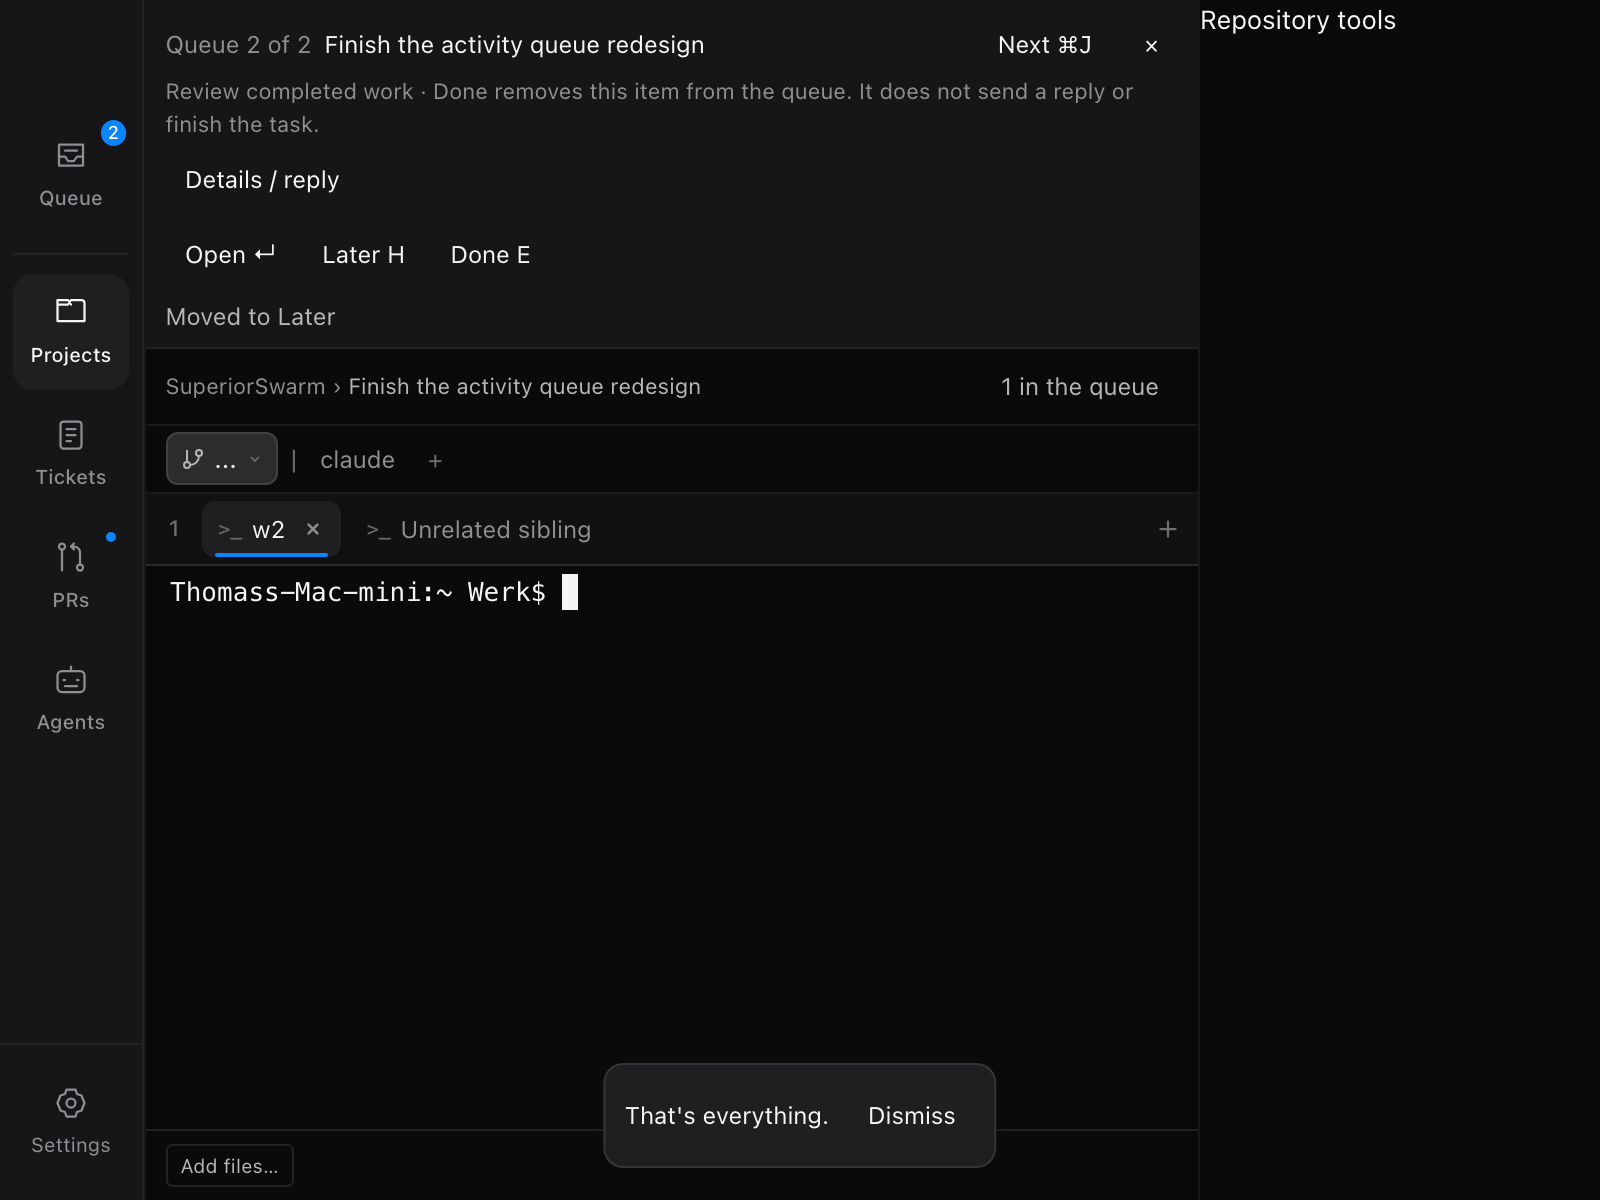 2
Queue
Projects
Tickets
PRs
Agents
Settings
Queue 2 of 2 Finish the activity queue redesign Next ⌘J ×
Review completed work · Done removes this item from the queue. It does not send a reply or
finish the task.
Details / reply
Open ↵ Later H Done E
Moved to Later
SuperiorSwarm › Finish the activity queue redesign 1 in the queue
... | claude +
1 >_ w2 × >_ Unrelated sibling +
Thomass-Mac-mini:~ Werk$
That's everything. Dismiss
Add files...
Repository tools